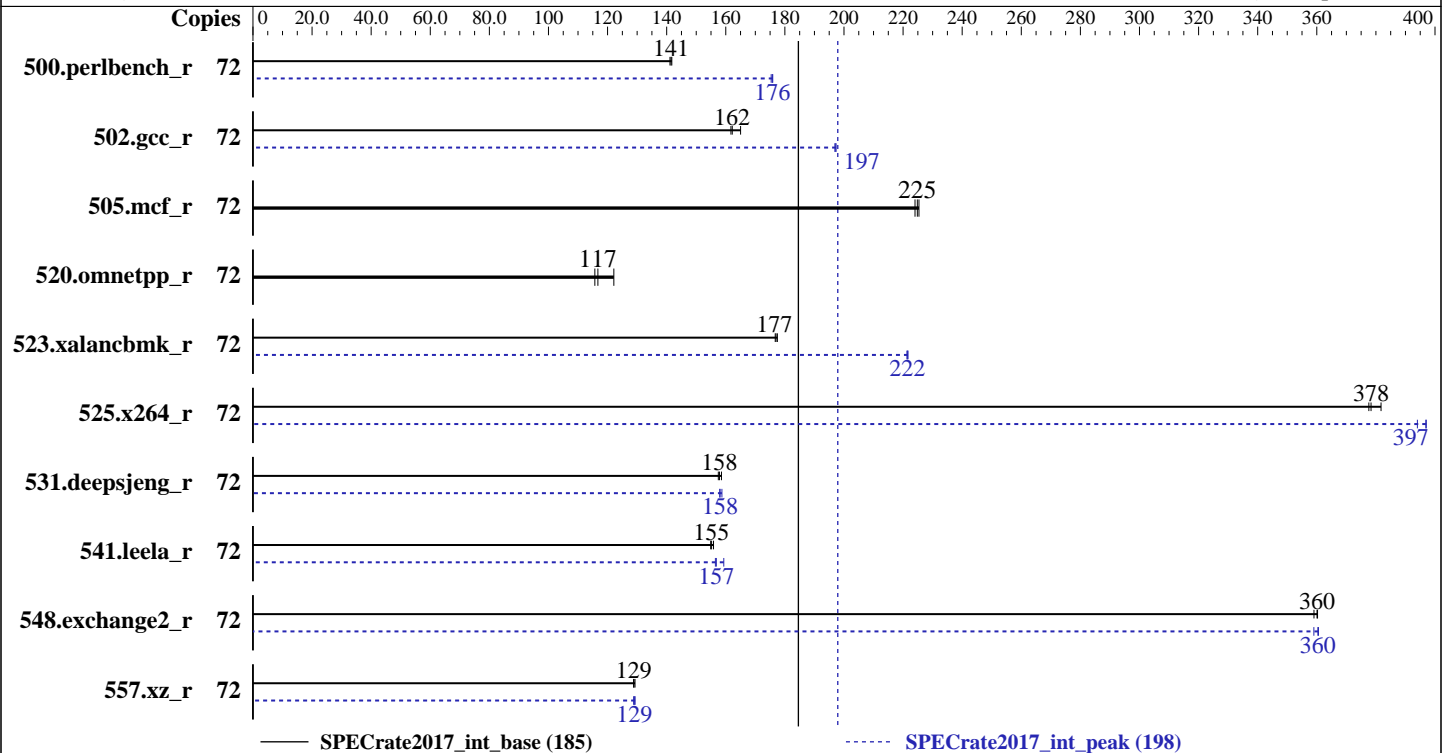 Copies 0 20.0 40.0 60.0 80.0 100 120 140 160 180 200 220 240 260 280 300 320 340 360 400
500.perlbench_r 72 141
176
502.gcc_r 72 162
197
505.mcf_r 72 225
520.omnetpp_r 72 117
523.xalancbmk_r 72 177
222
525.x264_r 72 378
397
531.deepsjeng_r 72 158
158
541.leela_r 72 155
157
548.exchange2_r 72 360
360
557.xz_r 72 129
129
SPECrate2017_int_base (185) SPECrate2017_int_peak (198)